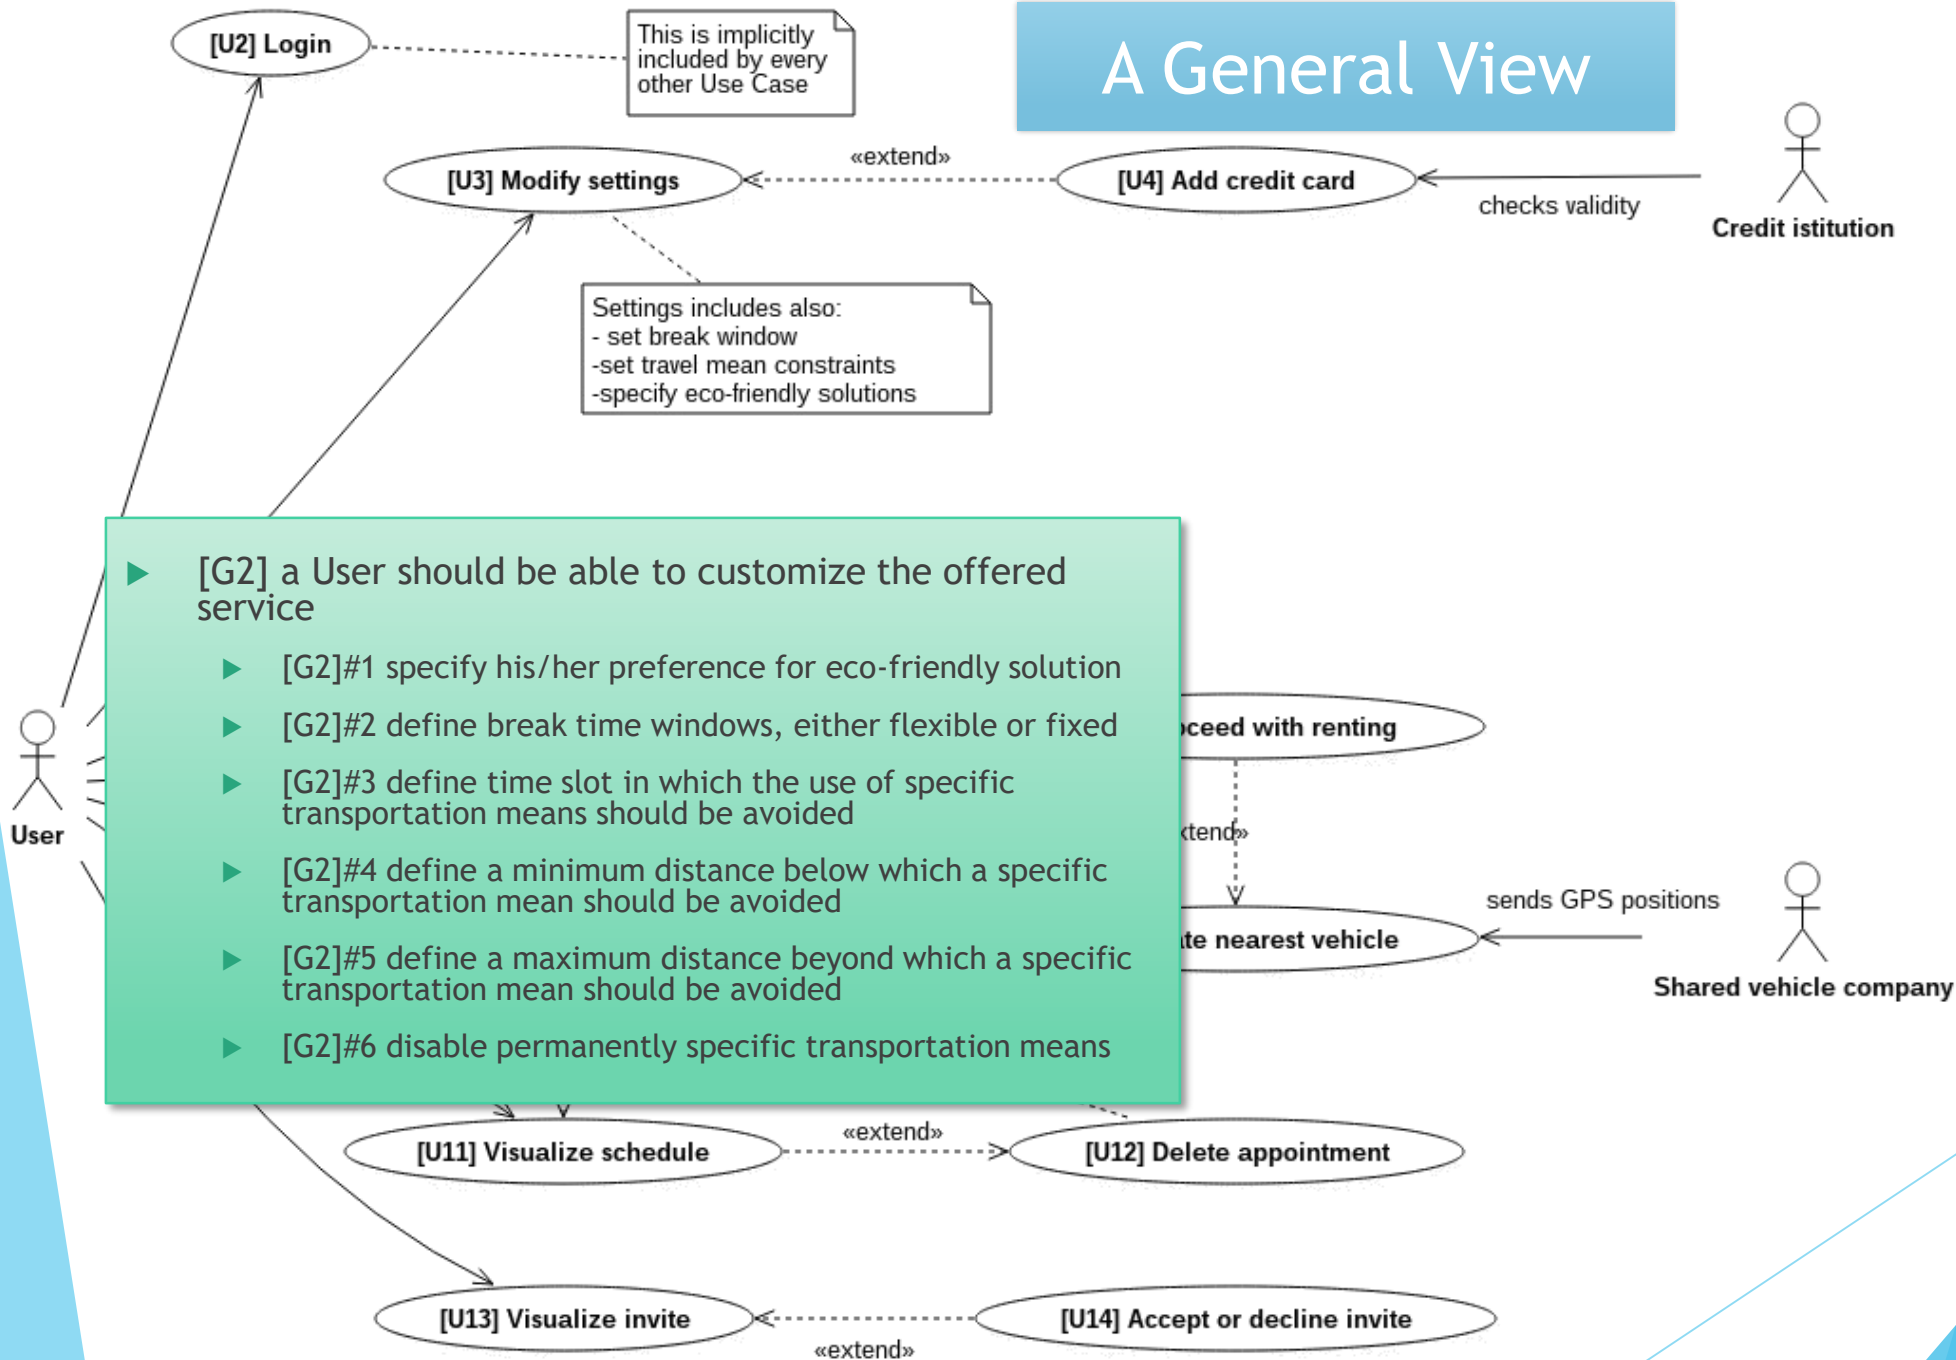 [U2] Login
This is implicitly
included by every
other Use Case
A General View
[U3] Modify settings
«extend»
[U4] Add credit card
checks validity
Credit istitution
Settings includes also:
- set break window
-set travel mean constraints
-specify eco-friendly solutions
[G2] a User should be able to customize the offered
service
[G2]#1 specify his/her preference for eco-friendly solution
[G2]#2 define break time windows, either flexible or fixed
[G2]#3 define time slot in which the use of specific
transportation means should be avoided
[G2]#4 define a minimum distance below which a specific
transportation mean should be avoided
[G2]#5 define a maximum distance beyond which a specific
transportation mean should be avoided
[G2]#6 disable permanently specific transportation means
User
with renting
nearest vehicle
sends GPS positions
Shared vehicle company
[U11] Visualize schedule
«extend»
[U12] Delete appointment
[U13] Visualize invite
«extend»
[U14] Accept or decline invite